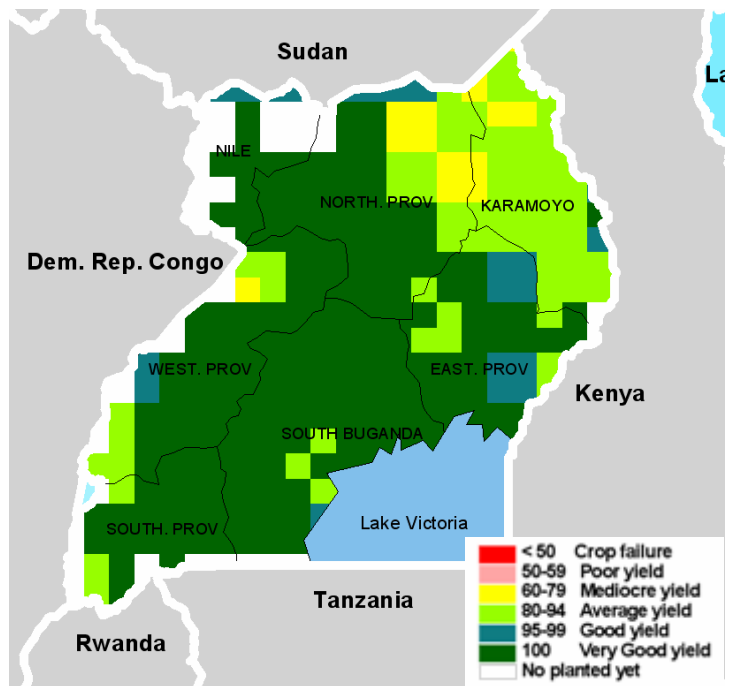 Sudan
La
NILE
NORTH. PROV
KARAMOYO
Dem. Rep. Congo
WEST. PROV
EAST. PROV
Kenya
SOUTH BUGANDA
SOUTH. PROV
Lake Victoria
Tanzania
Rwanda
< 50 Crop failure
50-59 Poor yield
60-79 Mediocre yield
80-94 Average yield
95-99 Good yield
100 Very Good yield
No planted yet